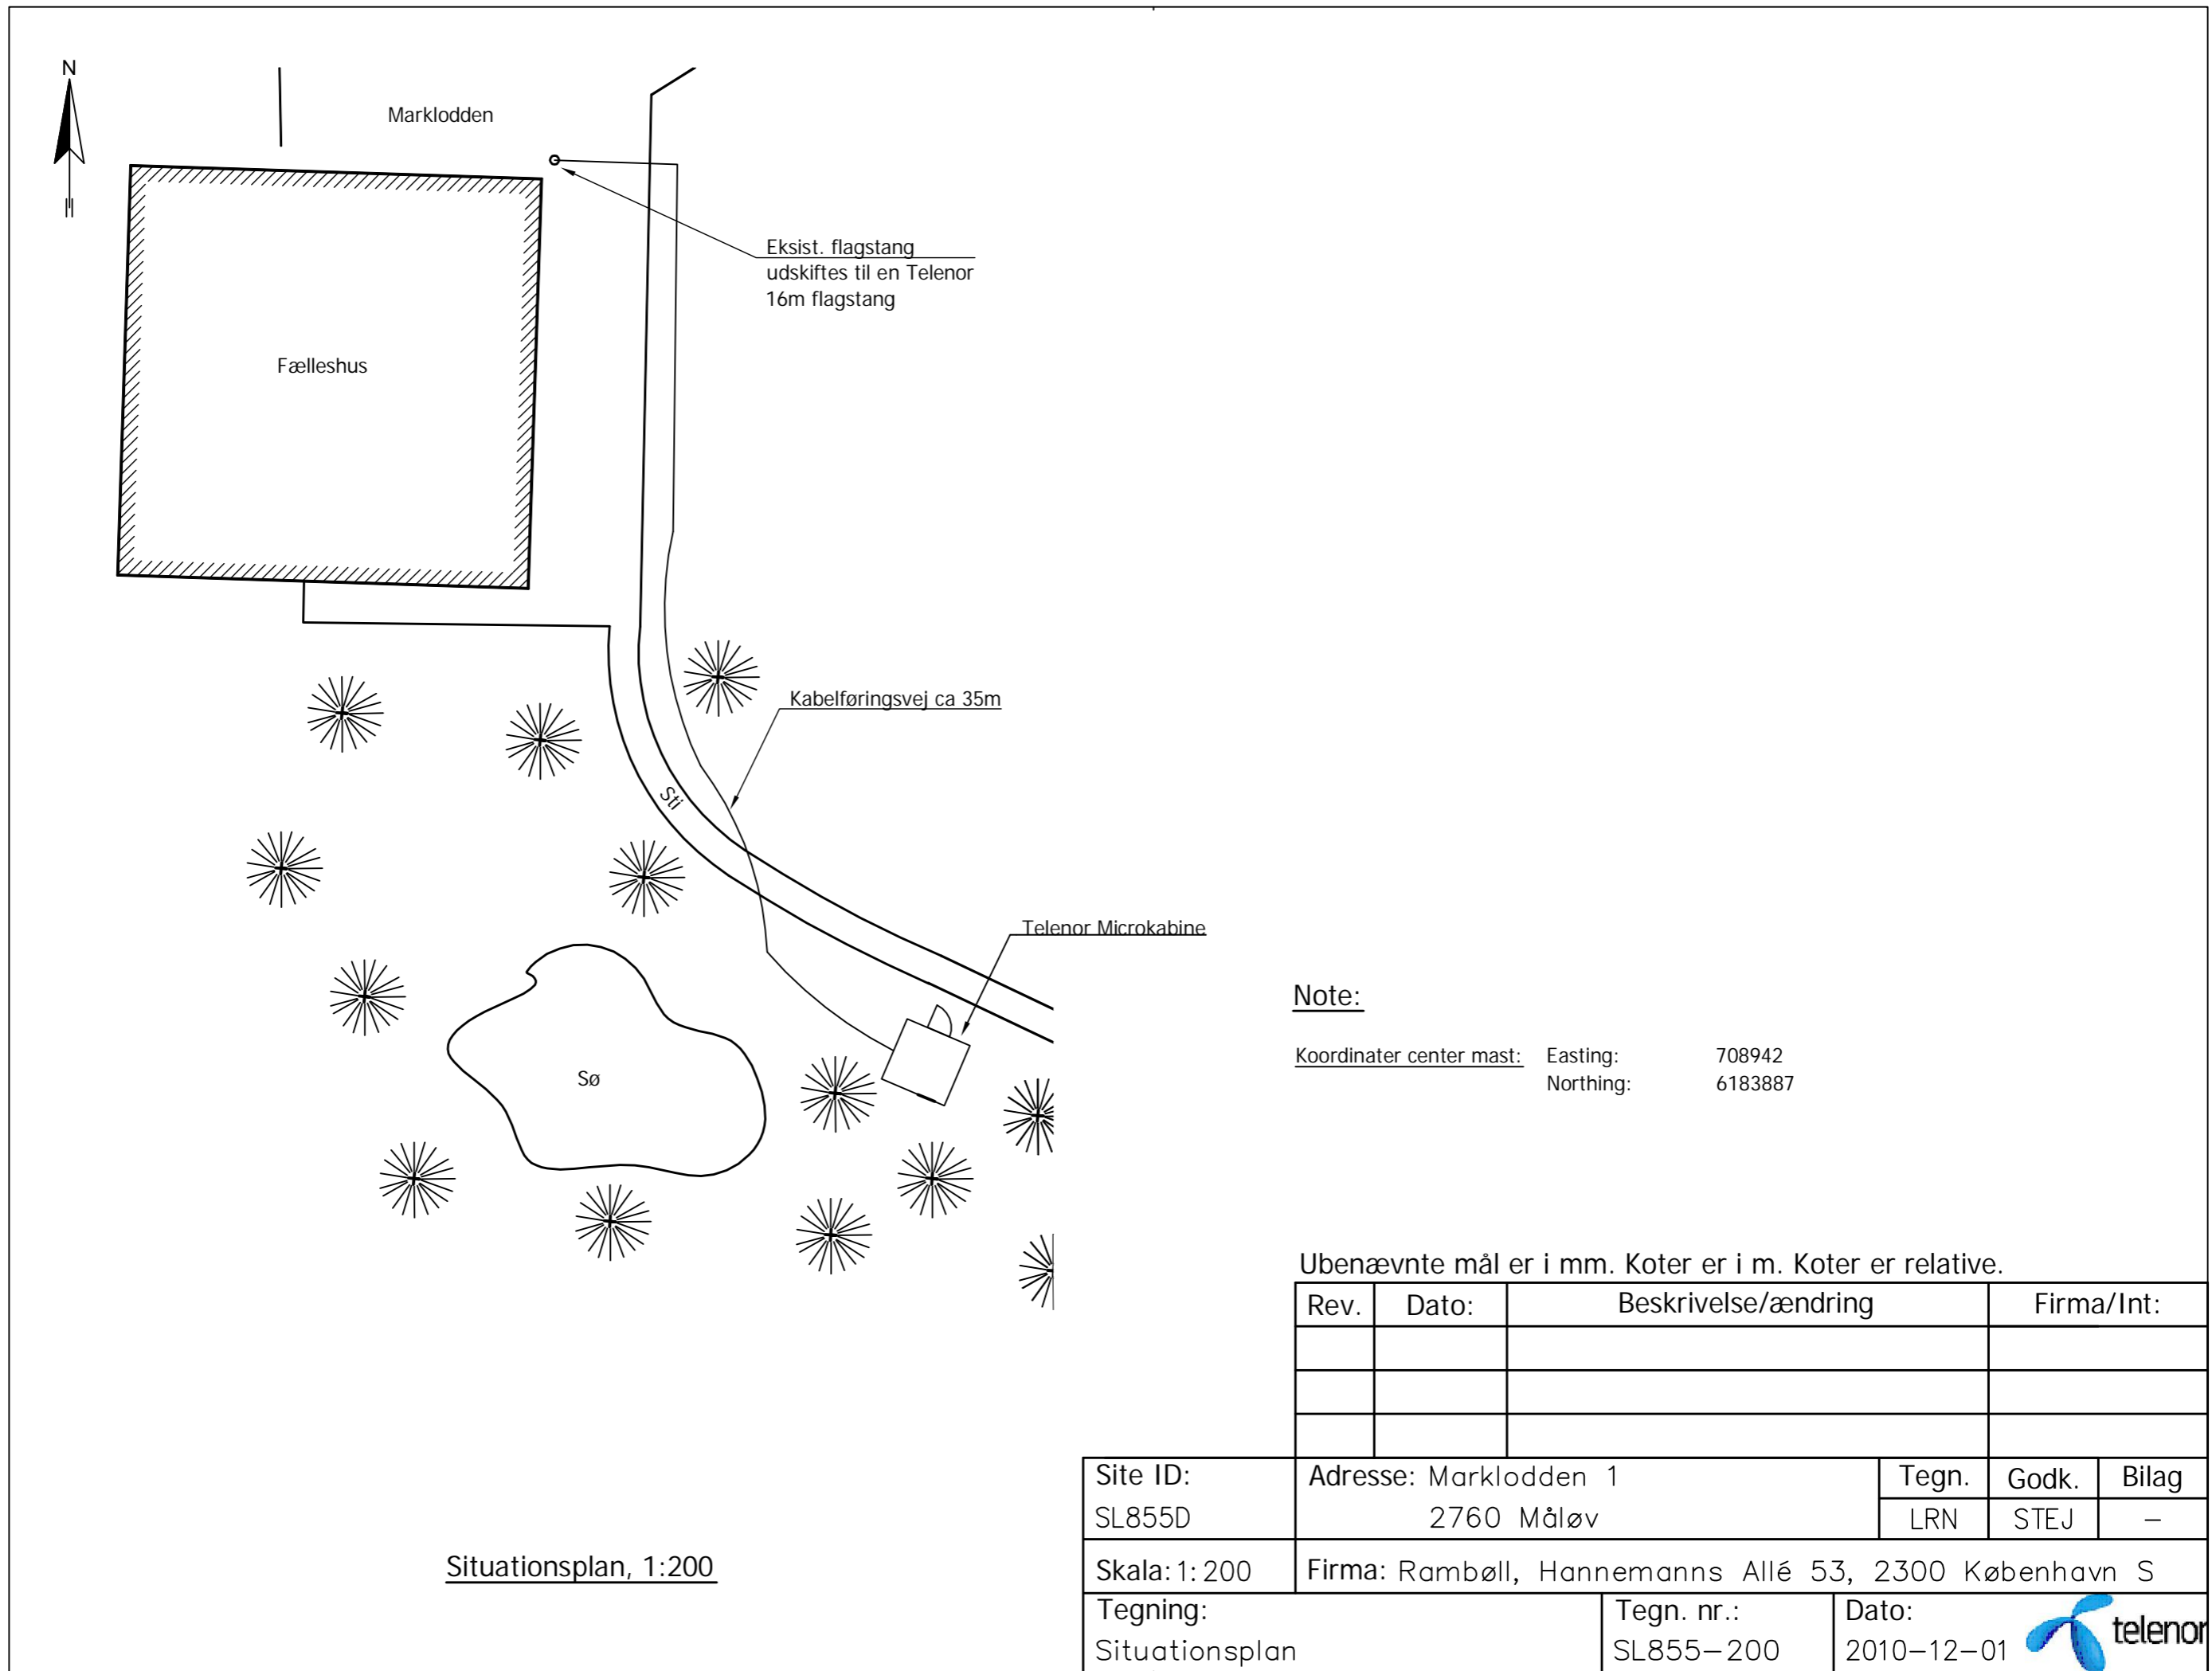 N
Marklodden
Eksist. flagstang
udskiftes til en Telenor
16m flagstang
Fælleshus
Kabelføringsvej ca 35m
Sti
Telenor Microkabine
Sø
Note:
Koordinater center mast: Easting: 708942
Northing: 6183887
Ubenævnte mål er i mm. Koter er i m. Koter er relative.
Rev. Dato: Beskrivelse/ændring Firma/Int:
Site ID: Adresse: Marklodden 1 Tegn. Godk. Bilag
SL855D 2760 Måløv LRN STEJ –
Situationsplan, 1:200
Skala: 1:200 Firma: Rambøll, Hannemanns Allé 53, 2300 København S
Tegning: Tegn. nr.: Dato:
Situationsplan SL855-200 2010-12-01 telenor